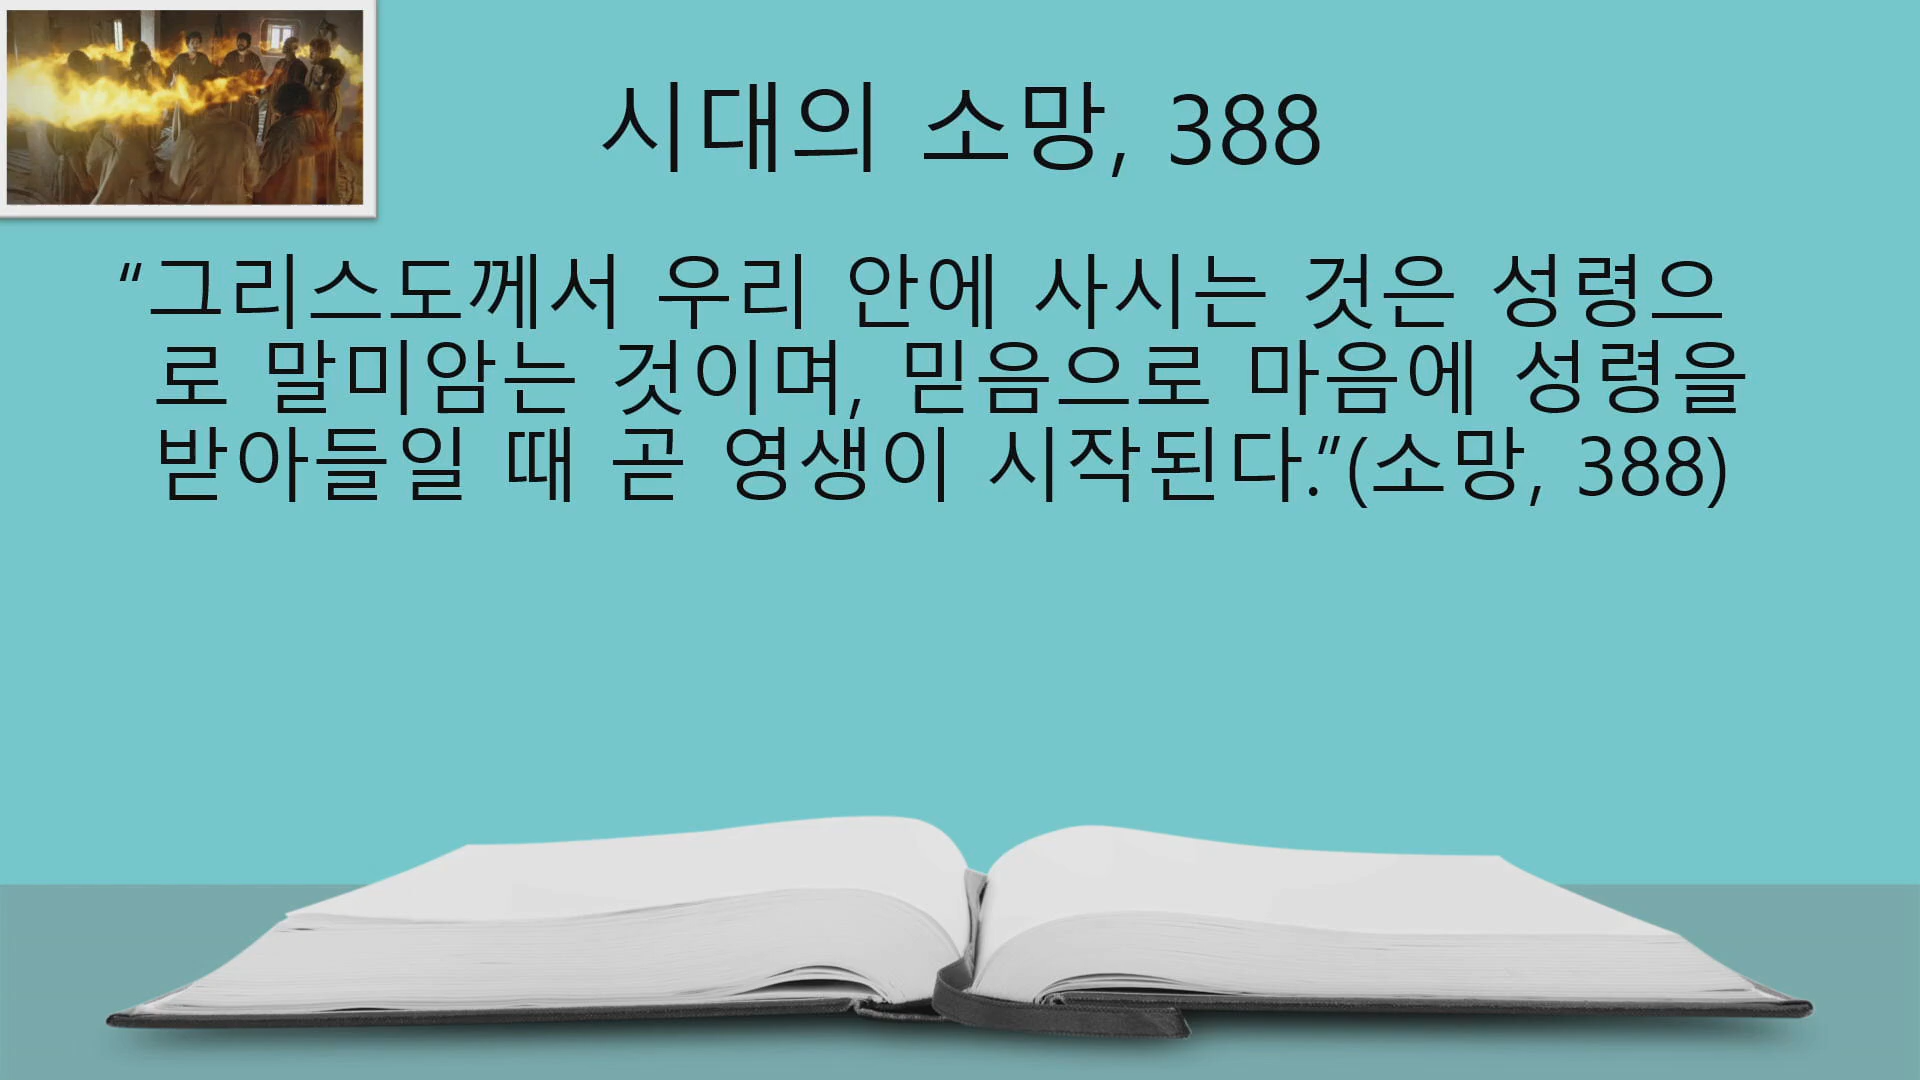 시대의 소망, 388
“그리스도께서 우리 안에 사시는 것은 성령으
로 말미암는 것이며, 믿음으로 마음에 성령을
받아들일 때 곧 영생이 시작된다.”(소망, 388)